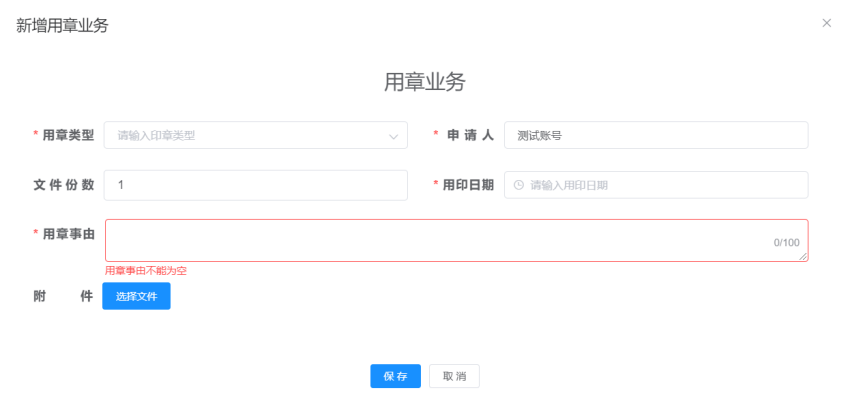 新增用章业务
用章业务
* 用章类型 请输入印章类型 * 申请人 测试账号
文件份数 1 * 用印日期 请输入用印日期
* 用章事由 0/100
用章事由不能为空
附件 选择文件
保存 取消